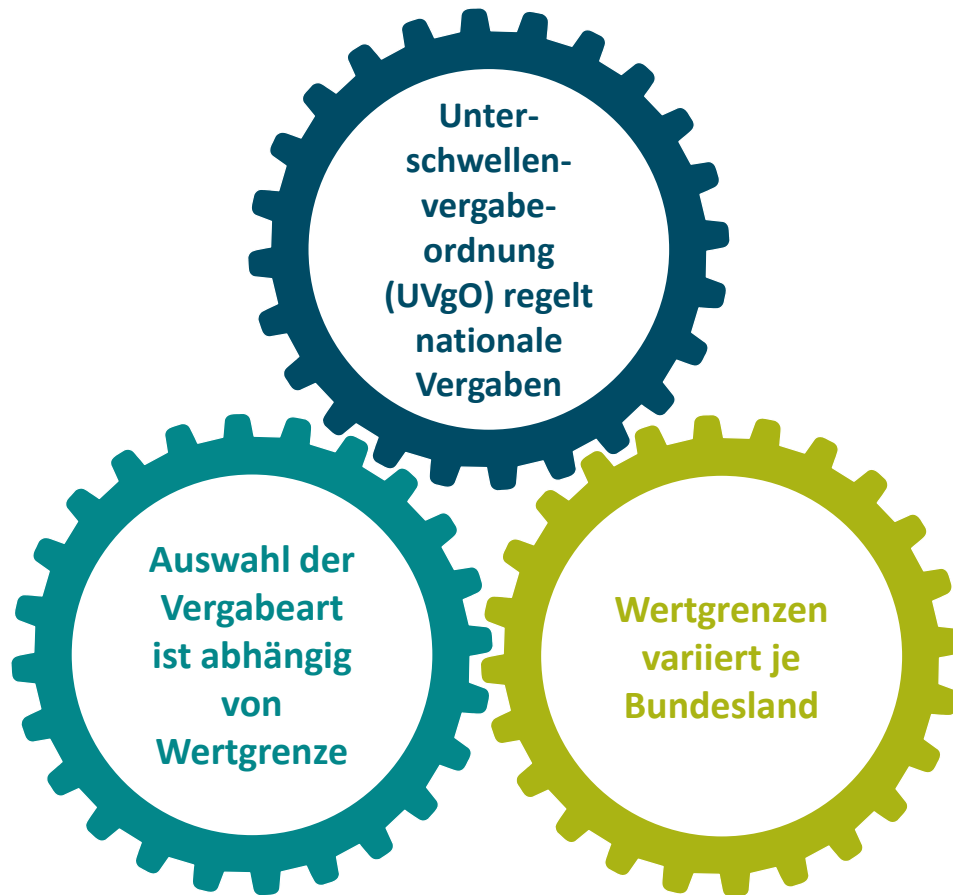 Unter-
schwellen-
vergabe-
ordnung
(UVgO) regelt
nationale
Vergaben
Auswahl der
Vergabeart
ist abhängig
von
Wertgrenze
Wertgrenzen
variiert je
Bundesland